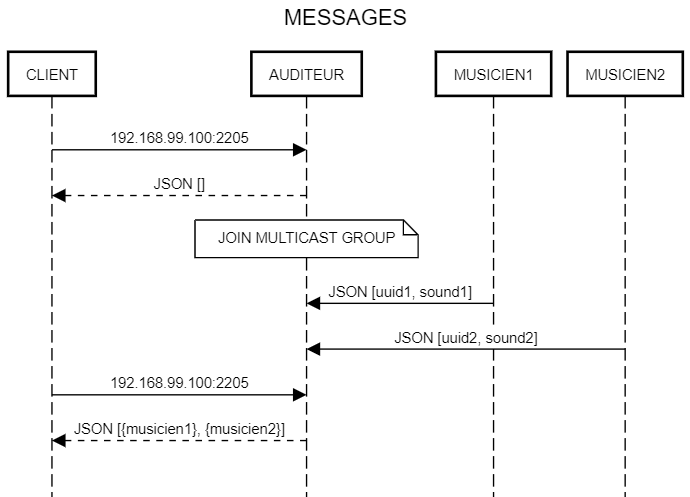 MESSAGES
CLIENT
AUDITEUR
MUSICIEN1
MUSICIEN2
192.168.99.100:2205
JSON []
JOIN MULTICAST GROUP
JSON [uuid1, sound1]
JSON [uuid2, sound2]
192.168.99.100:2205
JSON [{musicien1}, {musicien2}]